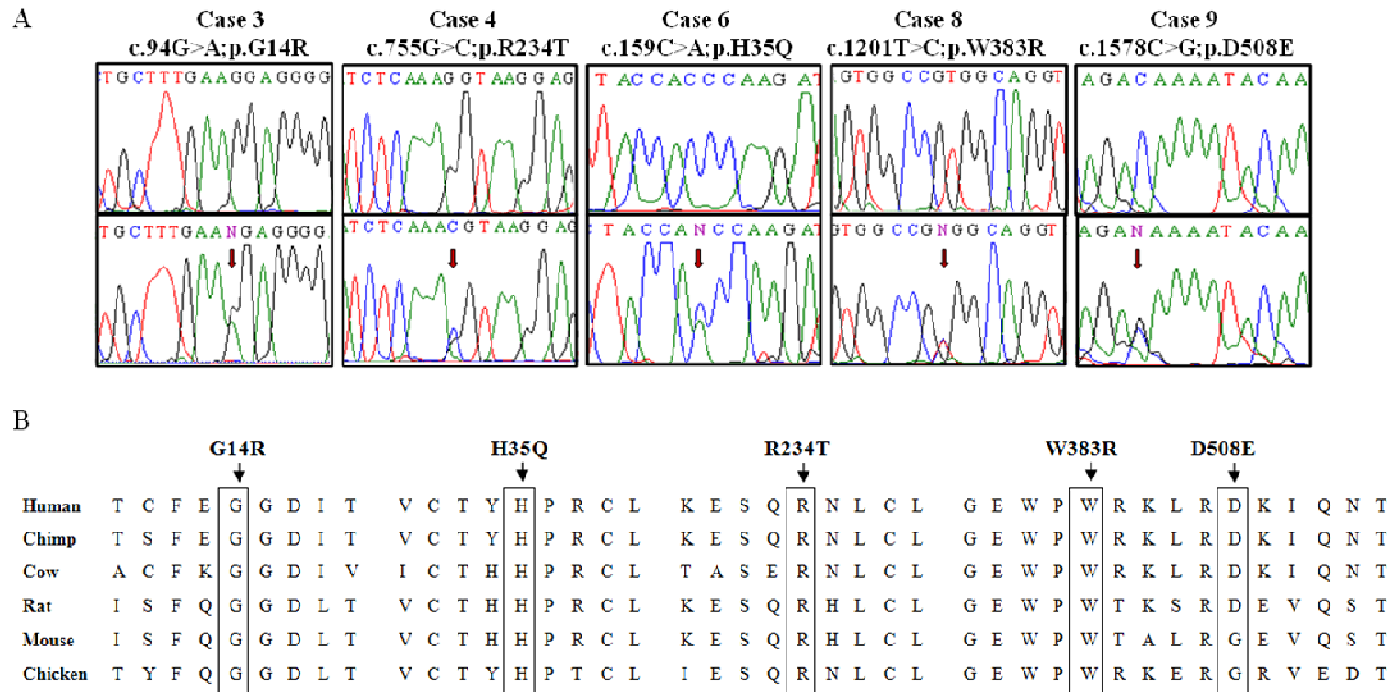 A
Case 3 Case 4 Case 6 Case 8 Case 9
c.94G>A;p.G14R c.755G>C;p.R234T c.159C>A;p.H35Q c.1201T>C;p.W383R c.1578C>G;p.D508E
TGCTTTGAAGGAGGGG TCTCAAAGGTAAGGAG TACCACCCAAGAT GTGGCCGTGGCAGGT AGACAAAATACAA
TGCTTTGAANGAGGGG ATCTCAAACGTAAGGAG CTACCANCCAAGAT GTGGCCGNGGCAGGT AGANAAAATACAA
B
G14R H35Q R234T W383R D508E
Human T C F E G G D I T V C T Y H P R C L K E S Q R N L C L G E W P W R K L R D K I Q N T
Chimp T S F E G G D I T V C T Y H P R C L K E S Q R N L C L G E W P W R K L R D K I Q N T
Cow A C F K G G D I V I C T H H P R C L T A S E R N L C L G E W P W R K L R D K I Q N T
Rat I S F Q G G D L T V C T H H P R C L K E S Q R H L C L G E W P W T K S R D E V Q S T
Mouse I S F Q G G D L T V C T H H P R C L K E S Q R H L C L G E W P W T A L R G E V Q S T
Chicken T Y F Q G G D L T V C T Y H P T C L I E S Q R N L C L G E W P W R K E R G R V E D T